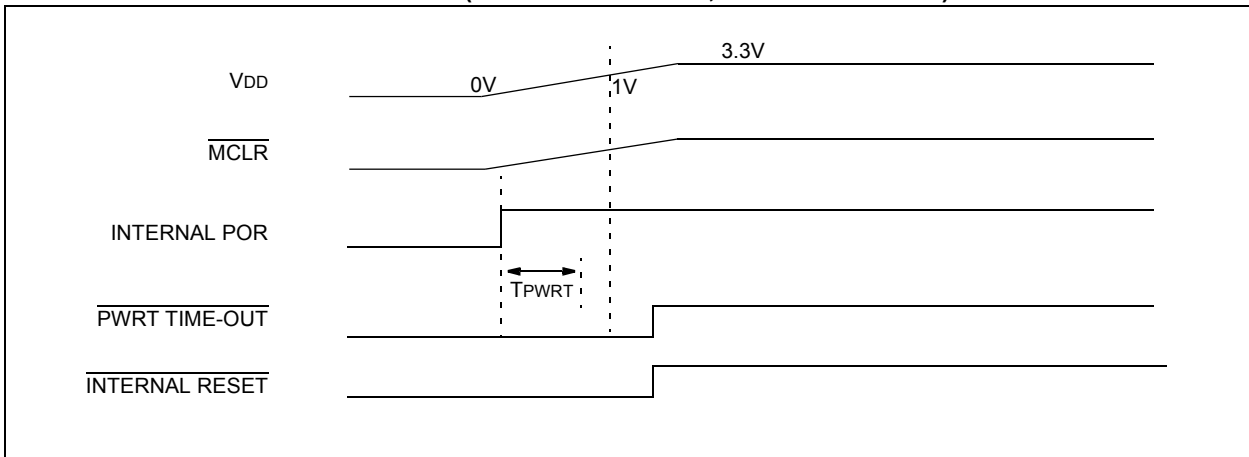 3.3V
VDD
0V
1V
MCLR
INTERNAL POR
TPWRT
PWRT TIME-OUT
INTERNAL RESET